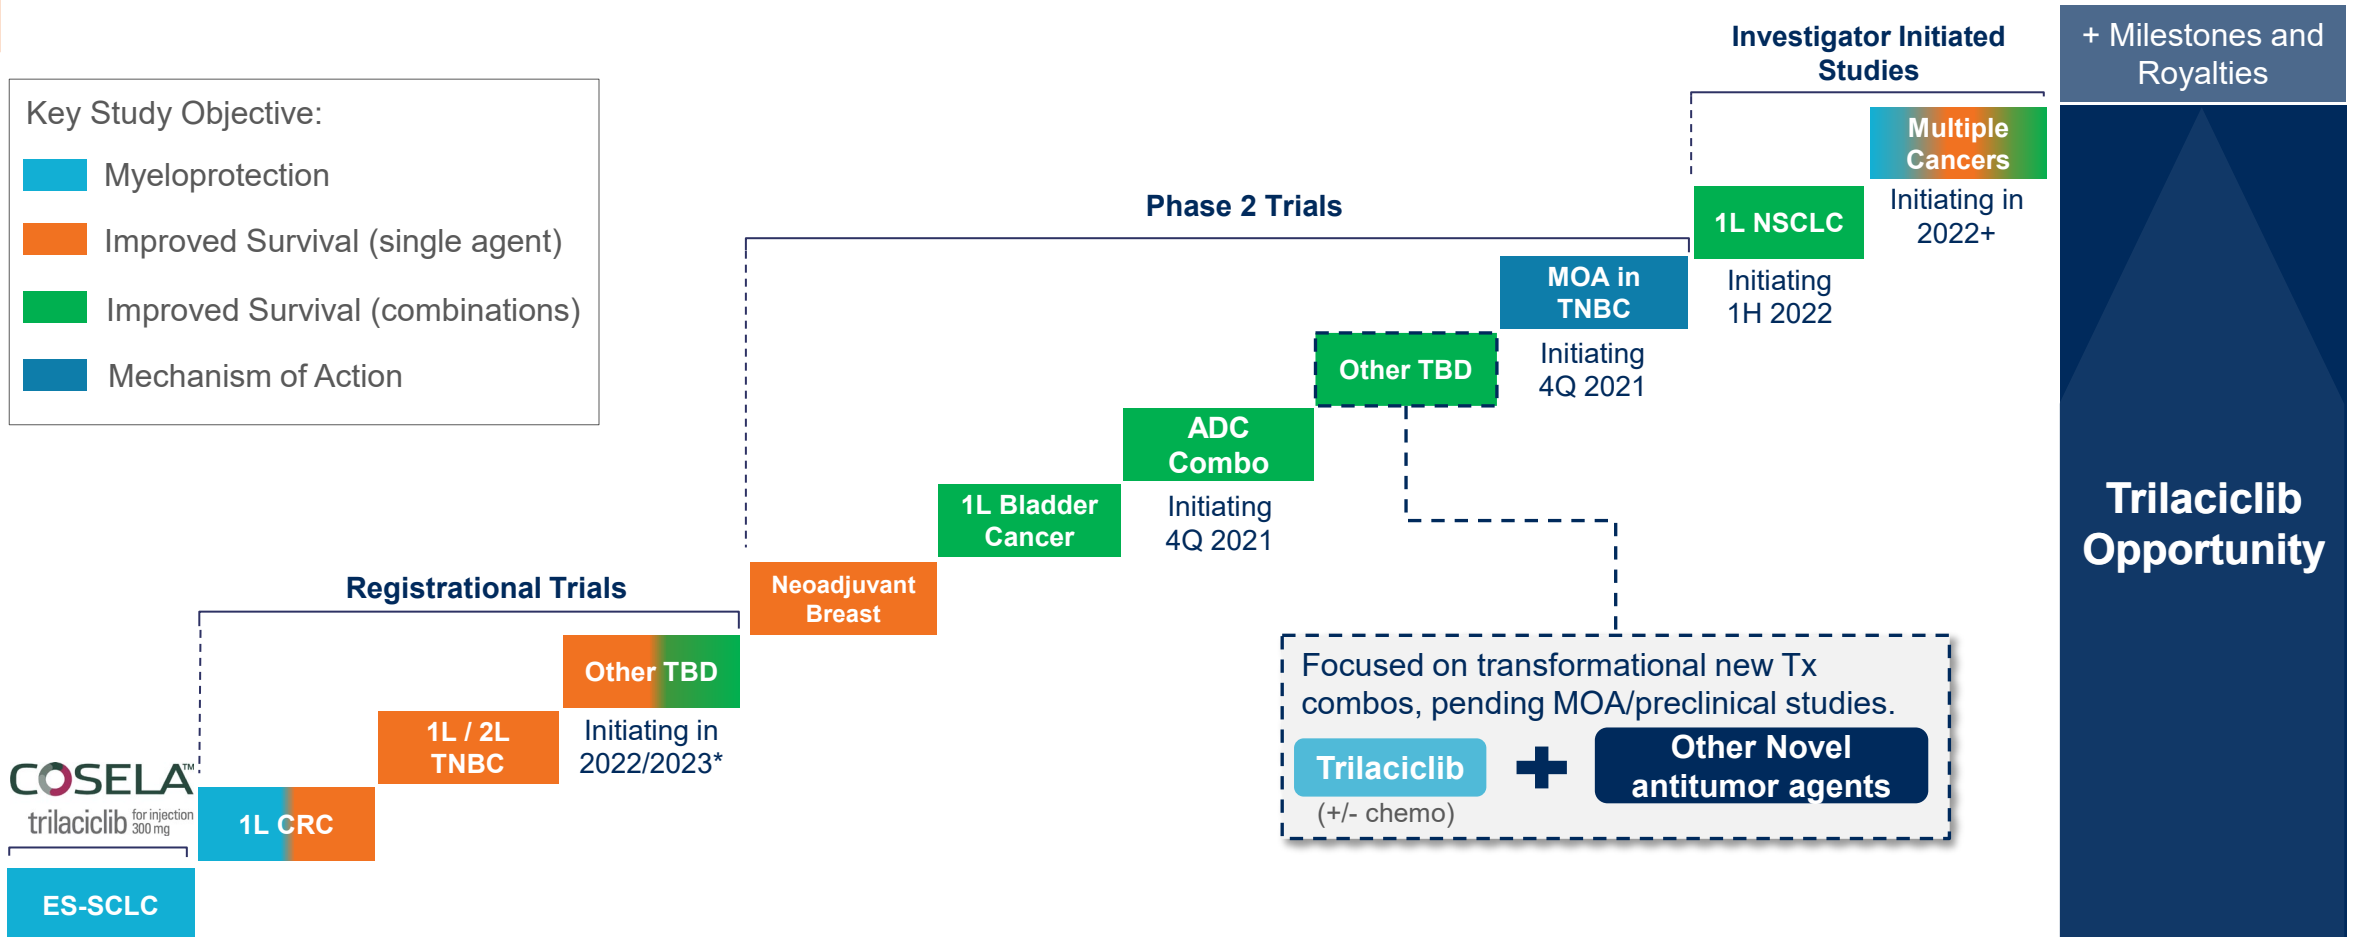 Key Study Objective:
Myeloprotection
Improved Survival (single agent)
Improved Survival (combinations)
Mechanism of Action
COSELA™
trilaciclib for injection 300 mg
ES-SCLC
Registrational Trials
1L CRC
1L / 2L
TNBC
Other TBD
Initiating in
2022/2023*
Phase 2 Trials
Neoadjuvant
Breast
1L Bladder
Cancer
ADC
Combo
Initiating
4Q 2021
Other TBD
MOA in
TNBC
Initiating
4Q 2021
Focused on transformational new Tx
combos, pending MOA/preclinical studies.
Trilaciclib
(+/- chemo)
+
Other Novel
antitumor agents
Investigator Initiated
Studies
1L NSCLC
Initiating
1H 2022
Multiple
Cancers
Initiating in
2022+
+ Milestones and
Royalties
Trilaciclib
Opportunity